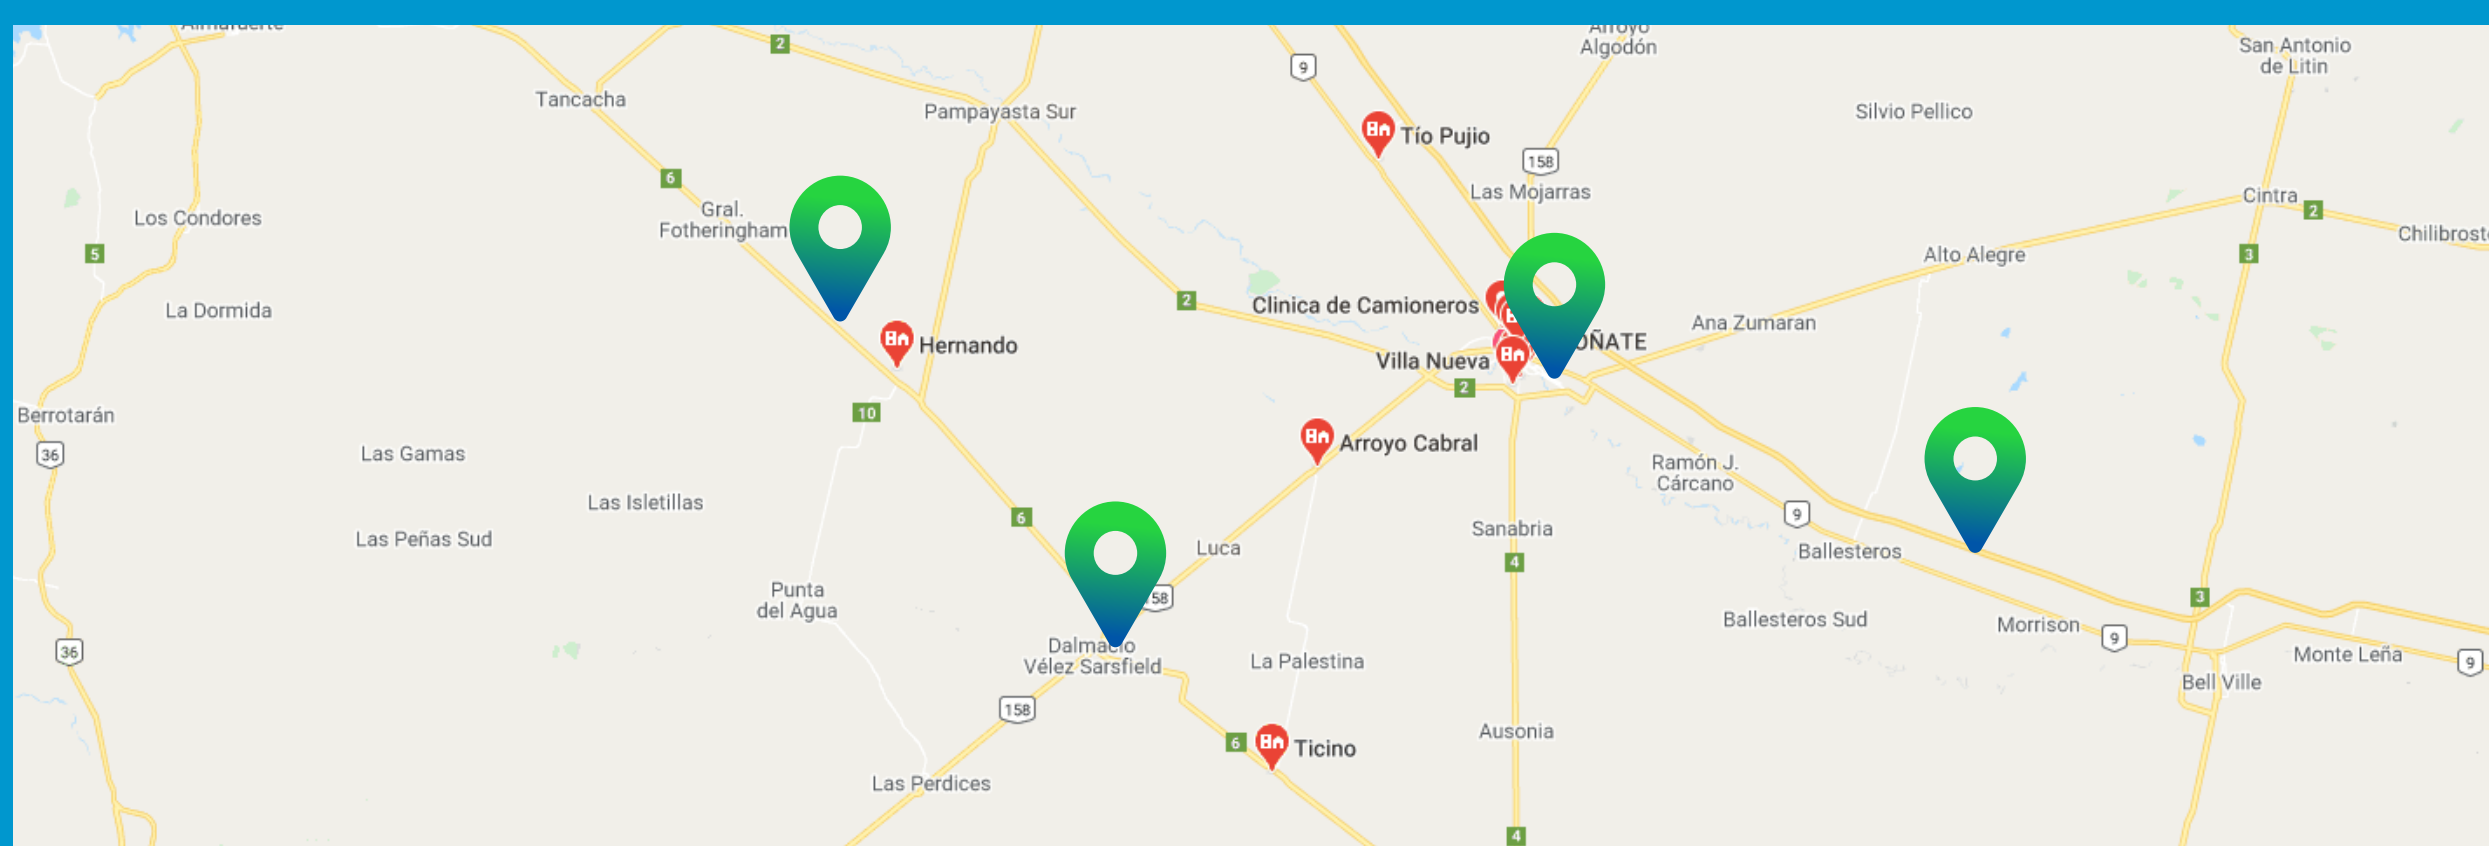 Almafuerte
2
Arroyo
Algodón
San Antonio
de Litin
9
Tancacha
Pampayasta Sur
Silvio Pellico
Tío Pujio
158
6
Las Mojarras
Cintra
2
Gral.
Fotheringham
Los Condores
Chilibroste
5
Alto Alegre
3
2
Clinica de Camioneros
La Dormida
Ana Zumaran
OÑATE
Hernando
Villa Nueva
2
10
Berrotarán
Arroyo Cabral
36
Las Gamas
Ramón J.
Cárcano
Las Isletillas
6
9
Sanabria
Las Peñas Sud
Luca
Ballesteros
4
Punta
del Agua
58
3
Ballesteros Sud
Morrison
9
36
Dalmacio
Vélez Sarsfield
La Palestina
Monte Leña
9
Bell Ville
158
Ausonia
6
Ticino
Las Perdices
4